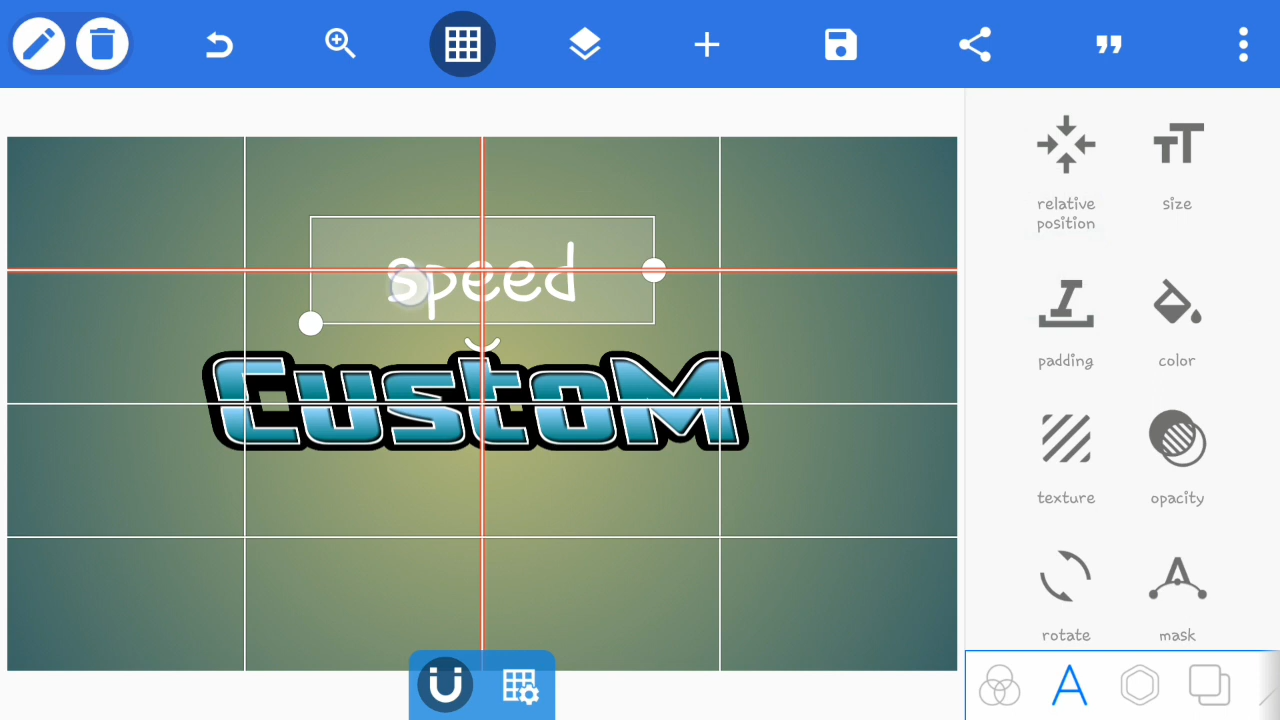 relative position
size
speed
padding
color
CustoM
texture
opacity
rotate
mask